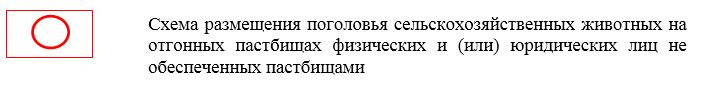 Схема размещения поголовья сельскохозяйственных животных на
отгонных пастбищах физических и (или) юридических лиц не
обеспеченных пастбищами